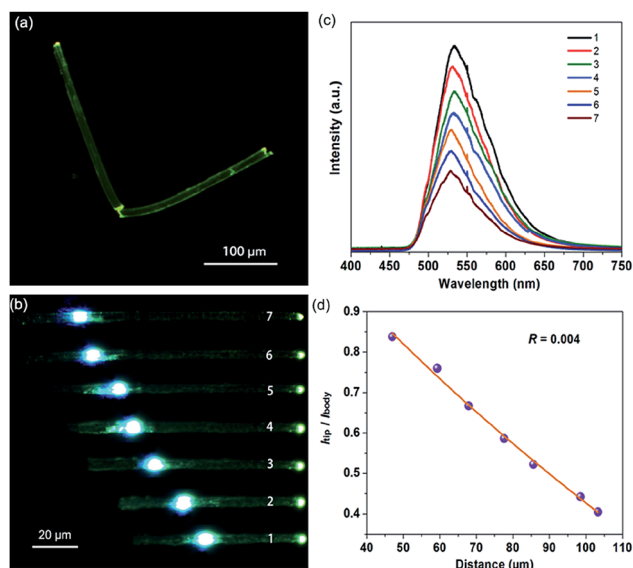 (a)
100 µm
(b)
7
6
5
4
3
2
1
20 µm
(c)
Intensity (a.u.)
1
2
3
4
5
6
7
400 450 500 550 600 650 700 750
Wavelength (nm)
(d)
R = 0.004
Itip / Ibody
0.9
0.8
0.7
0.6
0.5
0.4
40 50 60 70 80 90 100 110
Distance (µm)